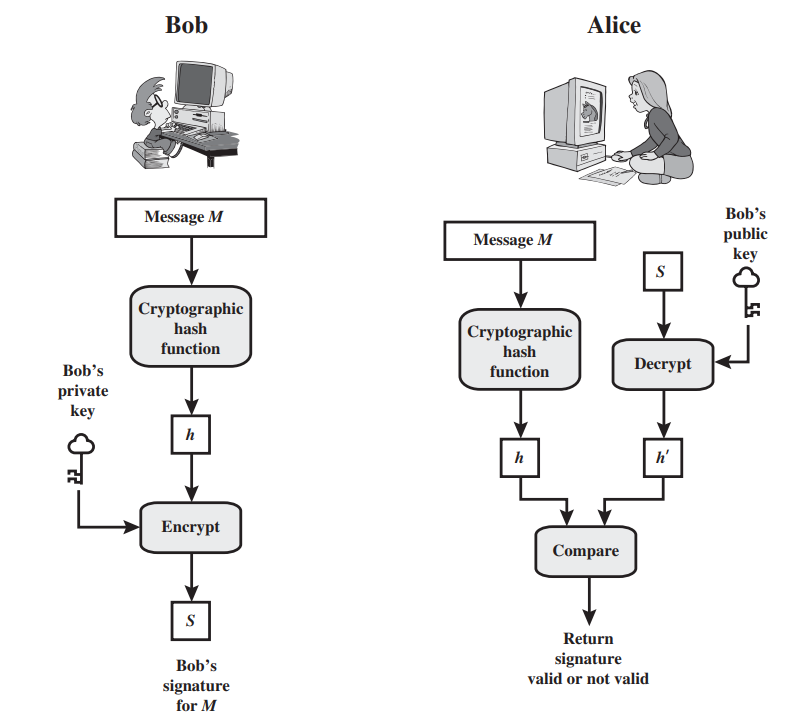 Bob
Message M
Cryptographic
hash
function
Bob's
private
key
h
Encrypt
S
Bob's
signature
for M
Alice
Message M
Cryptographic
hash
function
h
Bob's
public
key
S
Decrypt
h′
Compare
Return
signature
valid or not valid